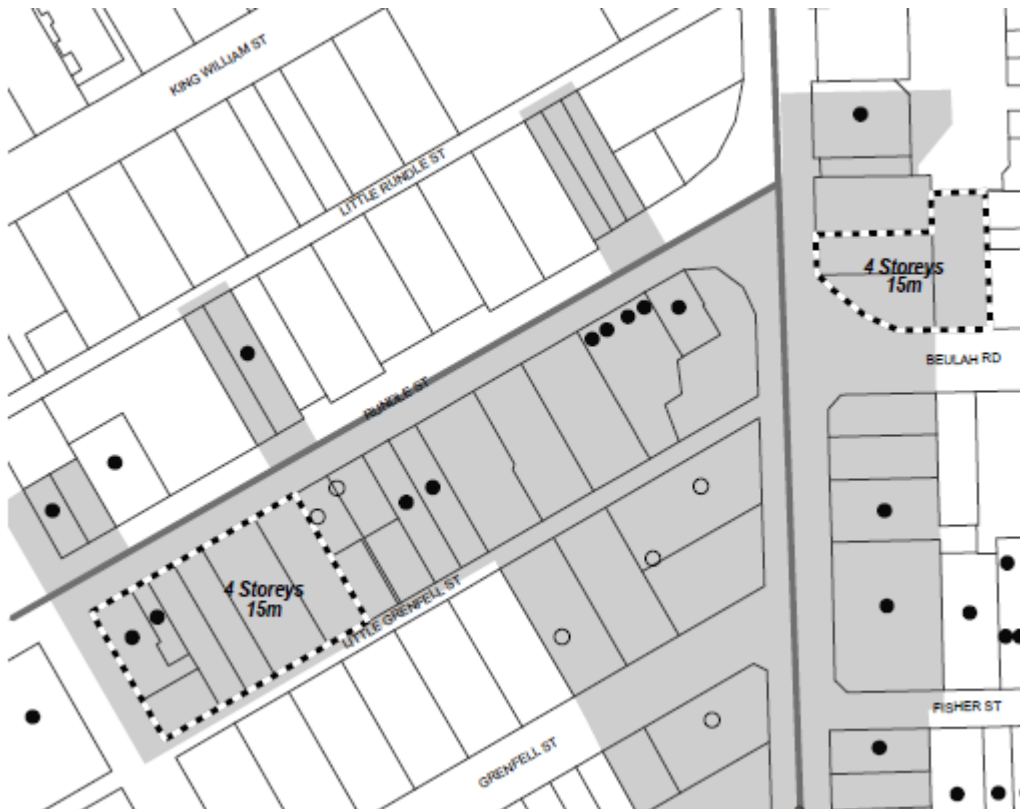 KING WILLIAM ST
LITTLE RUNDLE ST
4 Storeys
15m
BEULAH RD
RUNDLE ST
4 Storeys
15m
LITTLE GRENFELL ST
FISHER ST
GRENFELL ST